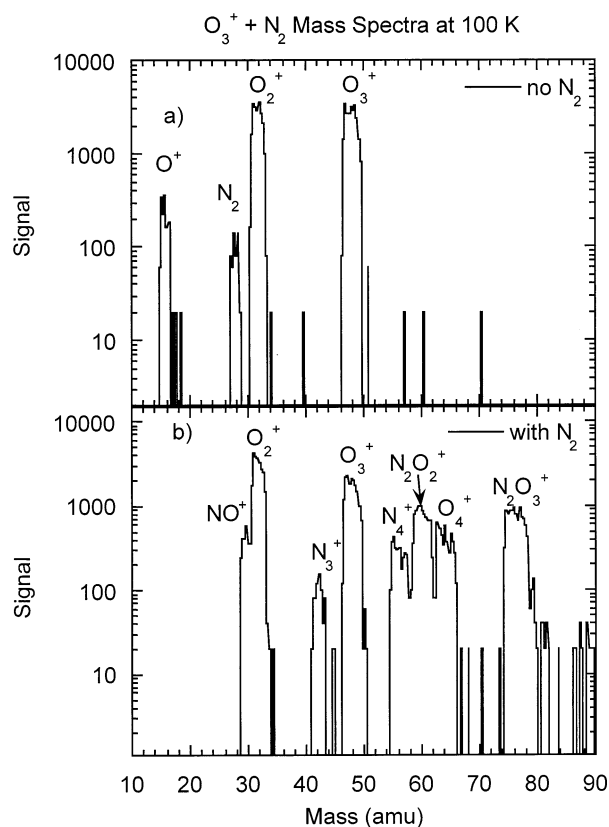 O₃⁺ + N₂ Mass Spectra at 100 K
10000
1000
100
10
Signal
a)
O⁺
N₂
O₂⁺
O₃⁺
no N₂
10000
1000
100
10
Signal
b)
NO⁺
O₂⁺
N₃⁺
O₃⁺
N₄⁺
N₂O₂⁺
O₄⁺
N₂O₃⁺
with N₂
10 20 30 40 50 60 70 80 90
Mass (amu)